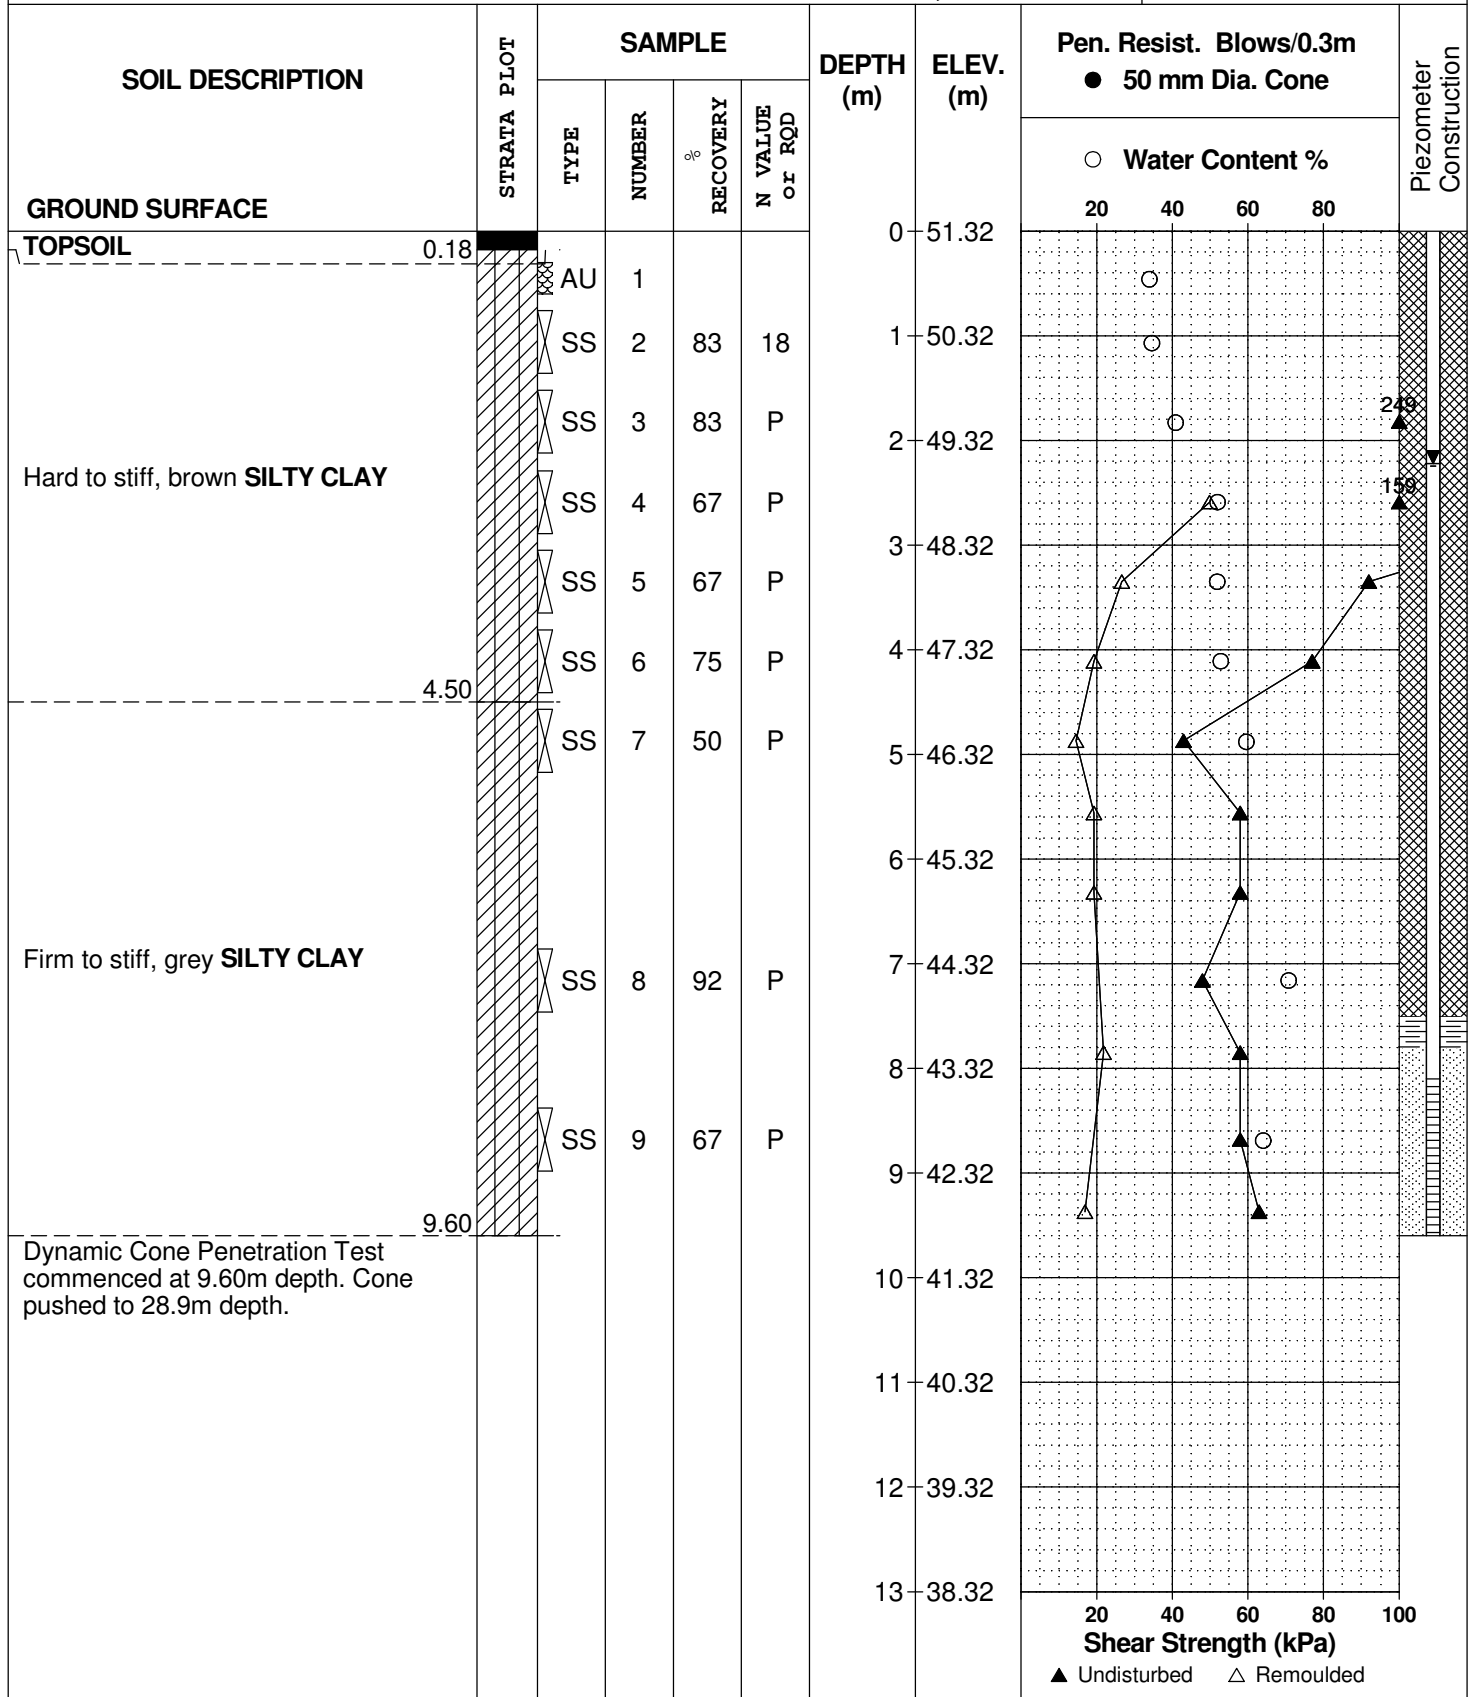 SOIL DESCRIPTION
GROUND SURFACE
STRATA PLOT
SAMPLE
TYPE
NUMBER
%
RECOVERY
N VALUE
or RQD
DEPTH
(m)
ELEV.
(m)
Pen. Resist. Blows/0.3m
● 50 mm Dia. Cone
○ Water Content %
20 40 60 80
Piezometer
Construction
TOPSOIL 0.18
Hard to stiff, brown SILTY CLAY
4.50
Firm to stiff, grey SILTY CLAY
9.60
Dynamic Cone Penetration Test
commenced at 9.60m depth. Cone
pushed to 28.9m depth.
AU 1
SS 2 83 18
SS 3 83 P
SS 4 67 P
SS 5 67 P
SS 6 75 P
SS 7 50 P
SS 8 92 P
SS 9 67 P
0 51.32
1 50.32
2 49.32
3 48.32
4 47.32
5 46.32
6 45.32
7 44.32
8 43.32
9 42.32
10 41.32
11 40.32
12 39.32
13 38.32
249
159
20 40 60 80 100
Shear Strength (kPa)
▲ Undisturbed △ Remoulded